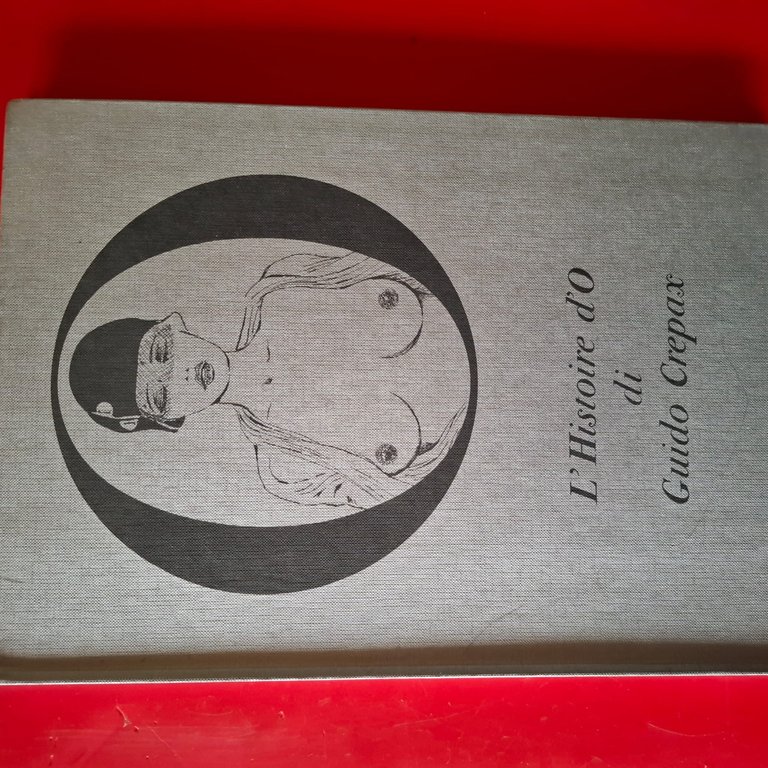 O
L'Histoire d'O
di
Guido Crepax